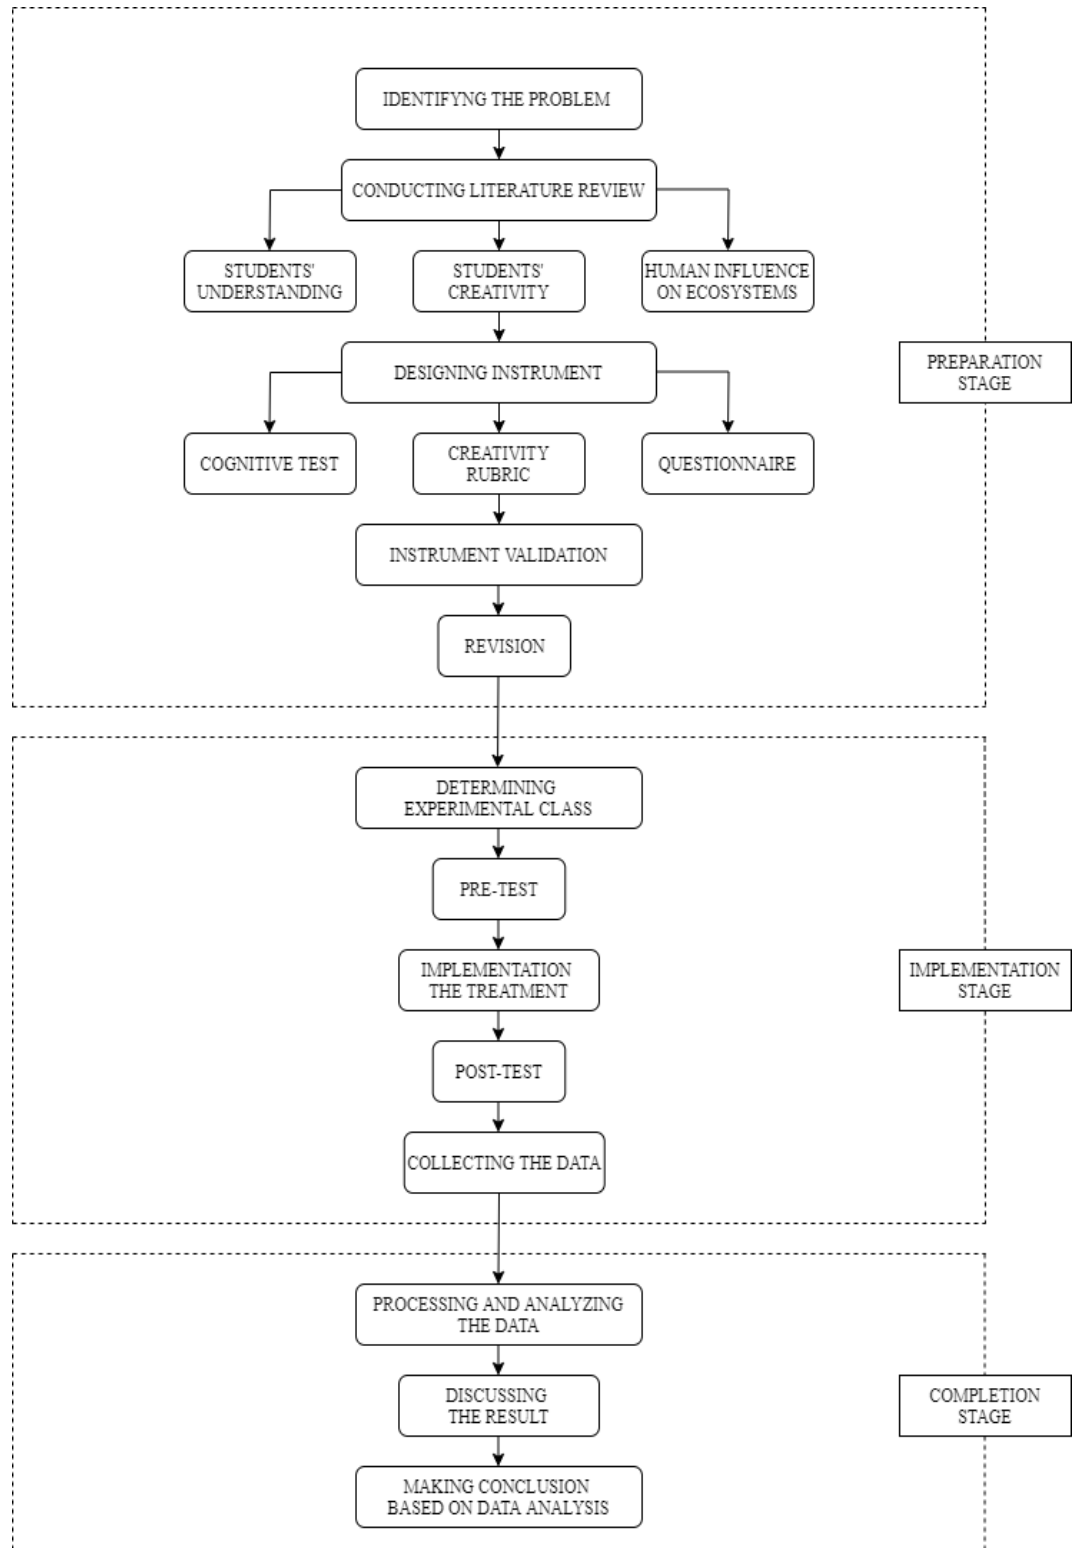 IDENTIFYNG THE PROBLEM
CONDUCTING LITERATURE REVIEW
STUDENTS'
UNDERSTANDING
STUDENTS'
CREATIVITY
HUMAN INFLUENCE
ON ECOSYSTEMS
DESIGNING INSTRUMENT
PREPARATION
STAGE
COGNITIVE TEST
CREATIVITY
RUBRIC
QUESTIONNAIRE
INSTRUMENT VALIDATION
REVISION
DETERMINING
EXPERIMENTAL CLASS
PRE-TEST
IMPLEMENTATION
THE TREATMENT
IMPLEMENTATION
STAGE
POST-TEST
COLLECTING THE DATA
PROCESSING AND ANALYZING
THE DATA
DISCUSSING
THE RESULT
COMPLETION
STAGE
MAKING CONCLUSION
BASED ON DATA ANALYSIS